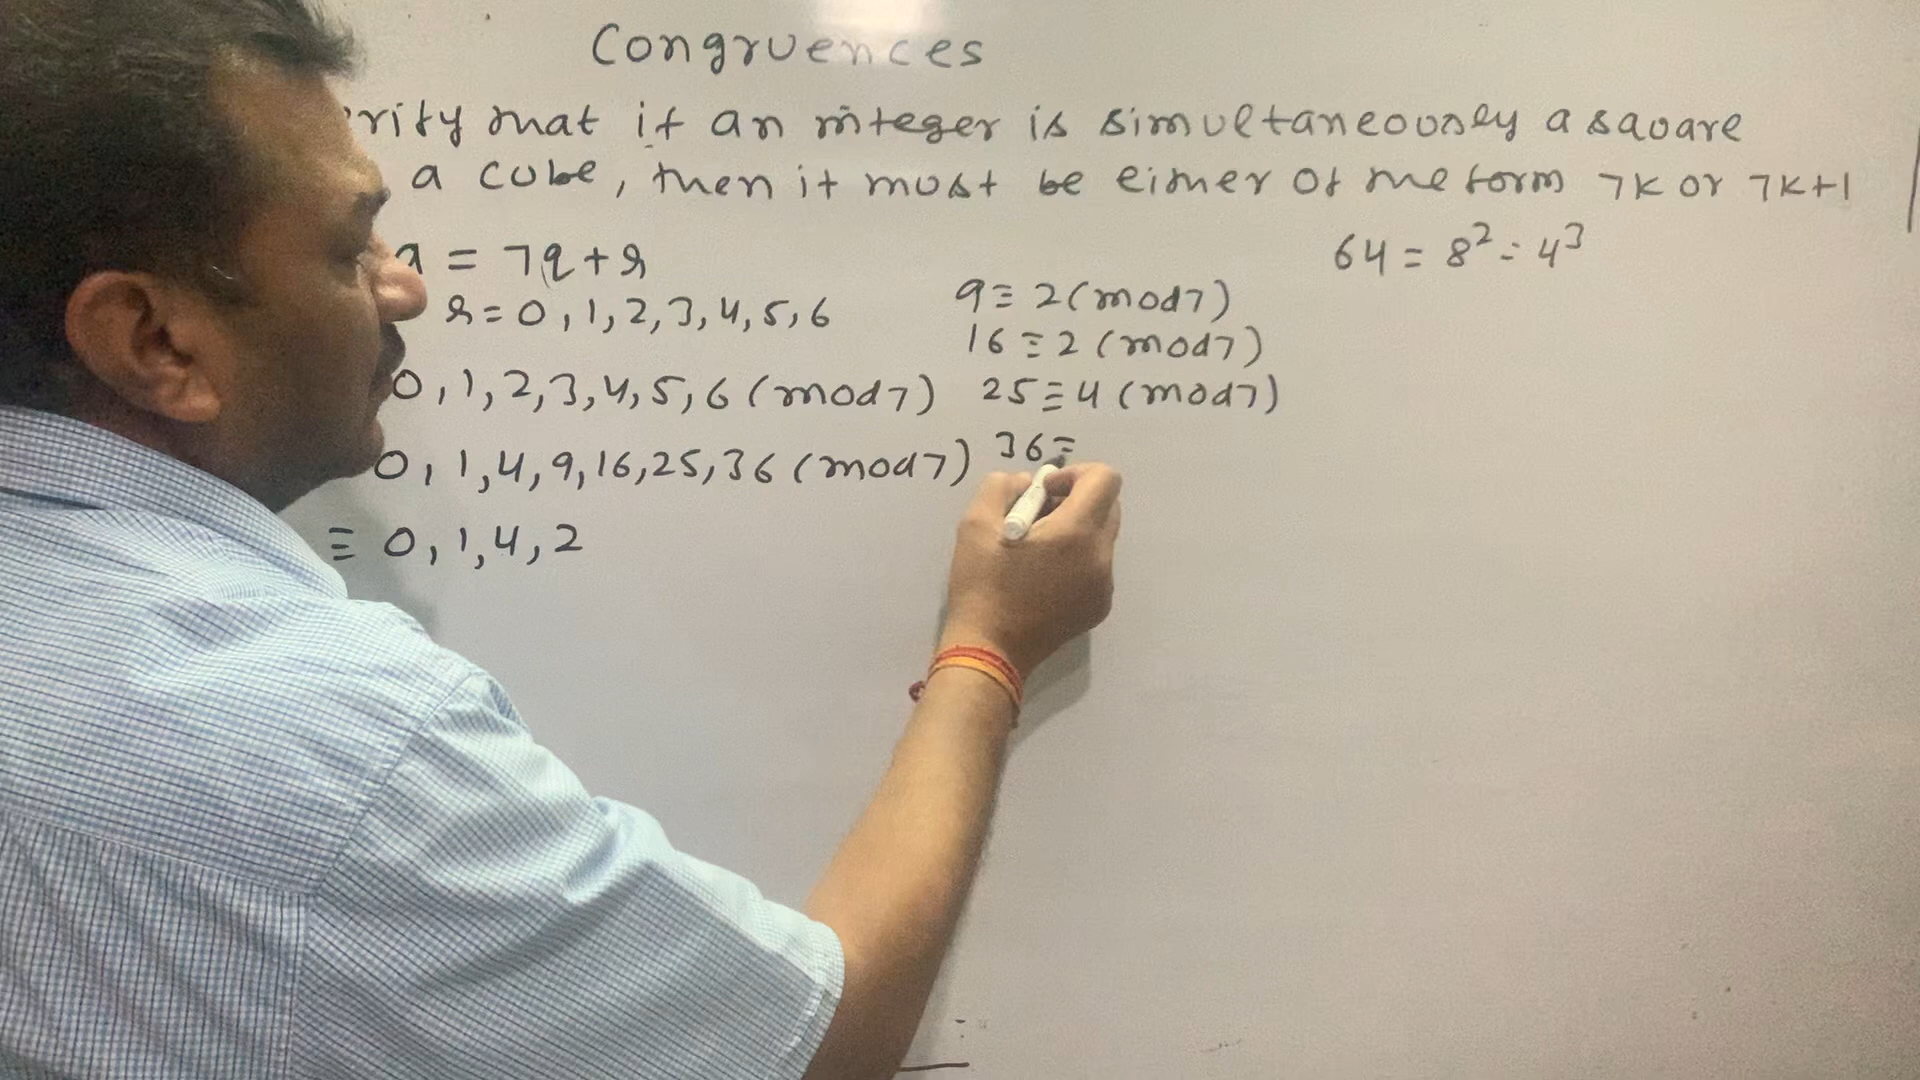 Congruences
rify that if an integer is simultaneously a square
a cube, then it must be either of the form 7k or 7k+1
a = 7q+r
64 = 8² = 4³
r = 0, 1, 2, 3, 4, 5, 6
9 ≡ 2 (mod 7)
16 ≡ 2 (mod 7)
0, 1, 2, 3, 4, 5, 6 (mod 7)
25 ≡ 4 (mod 7)
0, 1, 4, 9, 16, 25, 36 (mod 7)
36 ≡
≡ 0, 1, 4, 2